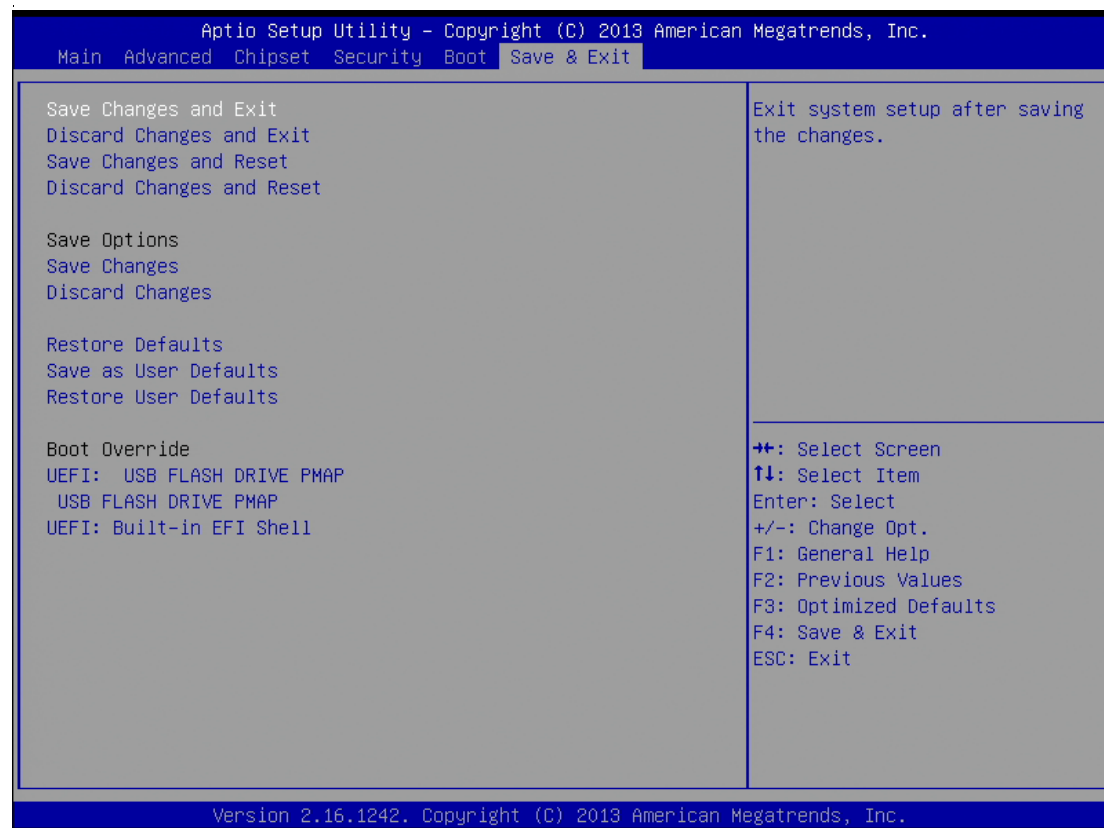 Aptio Setup Utility – Copyright (C) 2013 American Megatrends, Inc.
Main Advanced Chipset Security Boot Save & Exit
Save Changes and Exit
Discard Changes and Exit
Save Changes and Reset
Discard Changes and Reset
Save Options
Save Changes
Discard Changes
Restore Defaults
Save as User Defaults
Restore User Defaults
Boot Override
UEFI: USB FLASH DRIVE PMAP
USB FLASH DRIVE PMAP
UEFI: Built-in EFI Shell
Exit system setup after saving
the changes.
→←: Select Screen
↑↓: Select Item
Enter: Select
+/-: Change Opt.
F1: General Help
F2: Previous Values
F3: Optimized Defaults
F4: Save & Exit
ESC: Exit
Version 2.16.1242. Copyright (C) 2013 American Megatrends, Inc.